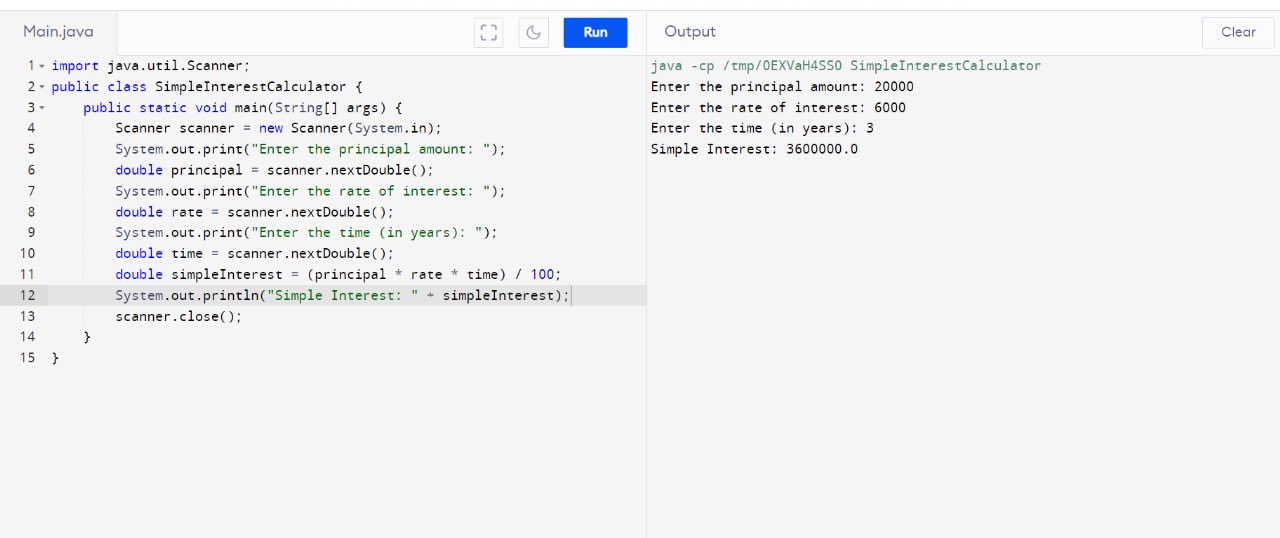 Main.java
Run
Output
Clear
1 import java.util.Scanner;
2 public class SimpleInterestCalculator {
3     public static void main(String[] args) {
4         Scanner scanner = new Scanner(System.in);
5         System.out.print("Enter the principal amount: ");
6         double principal = scanner.nextDouble();
7         System.out.print("Enter the rate of interest: ");
8         double rate = scanner.nextDouble();
9         System.out.print("Enter the time (in years): ");
10         double time = scanner.nextDouble();
11         double simpleInterest = (principal * rate * time) / 100;
12         System.out.println("Simple Interest: " + simpleInterest);
13         scanner.close();
14     }
15 }
java -cp /tmp/0EXVaH4SS0 SimpleInterestCalculator
Enter the principal amount: 20000
Enter the rate of interest: 6000
Enter the time (in years): 3
Simple Interest: 3600000.0